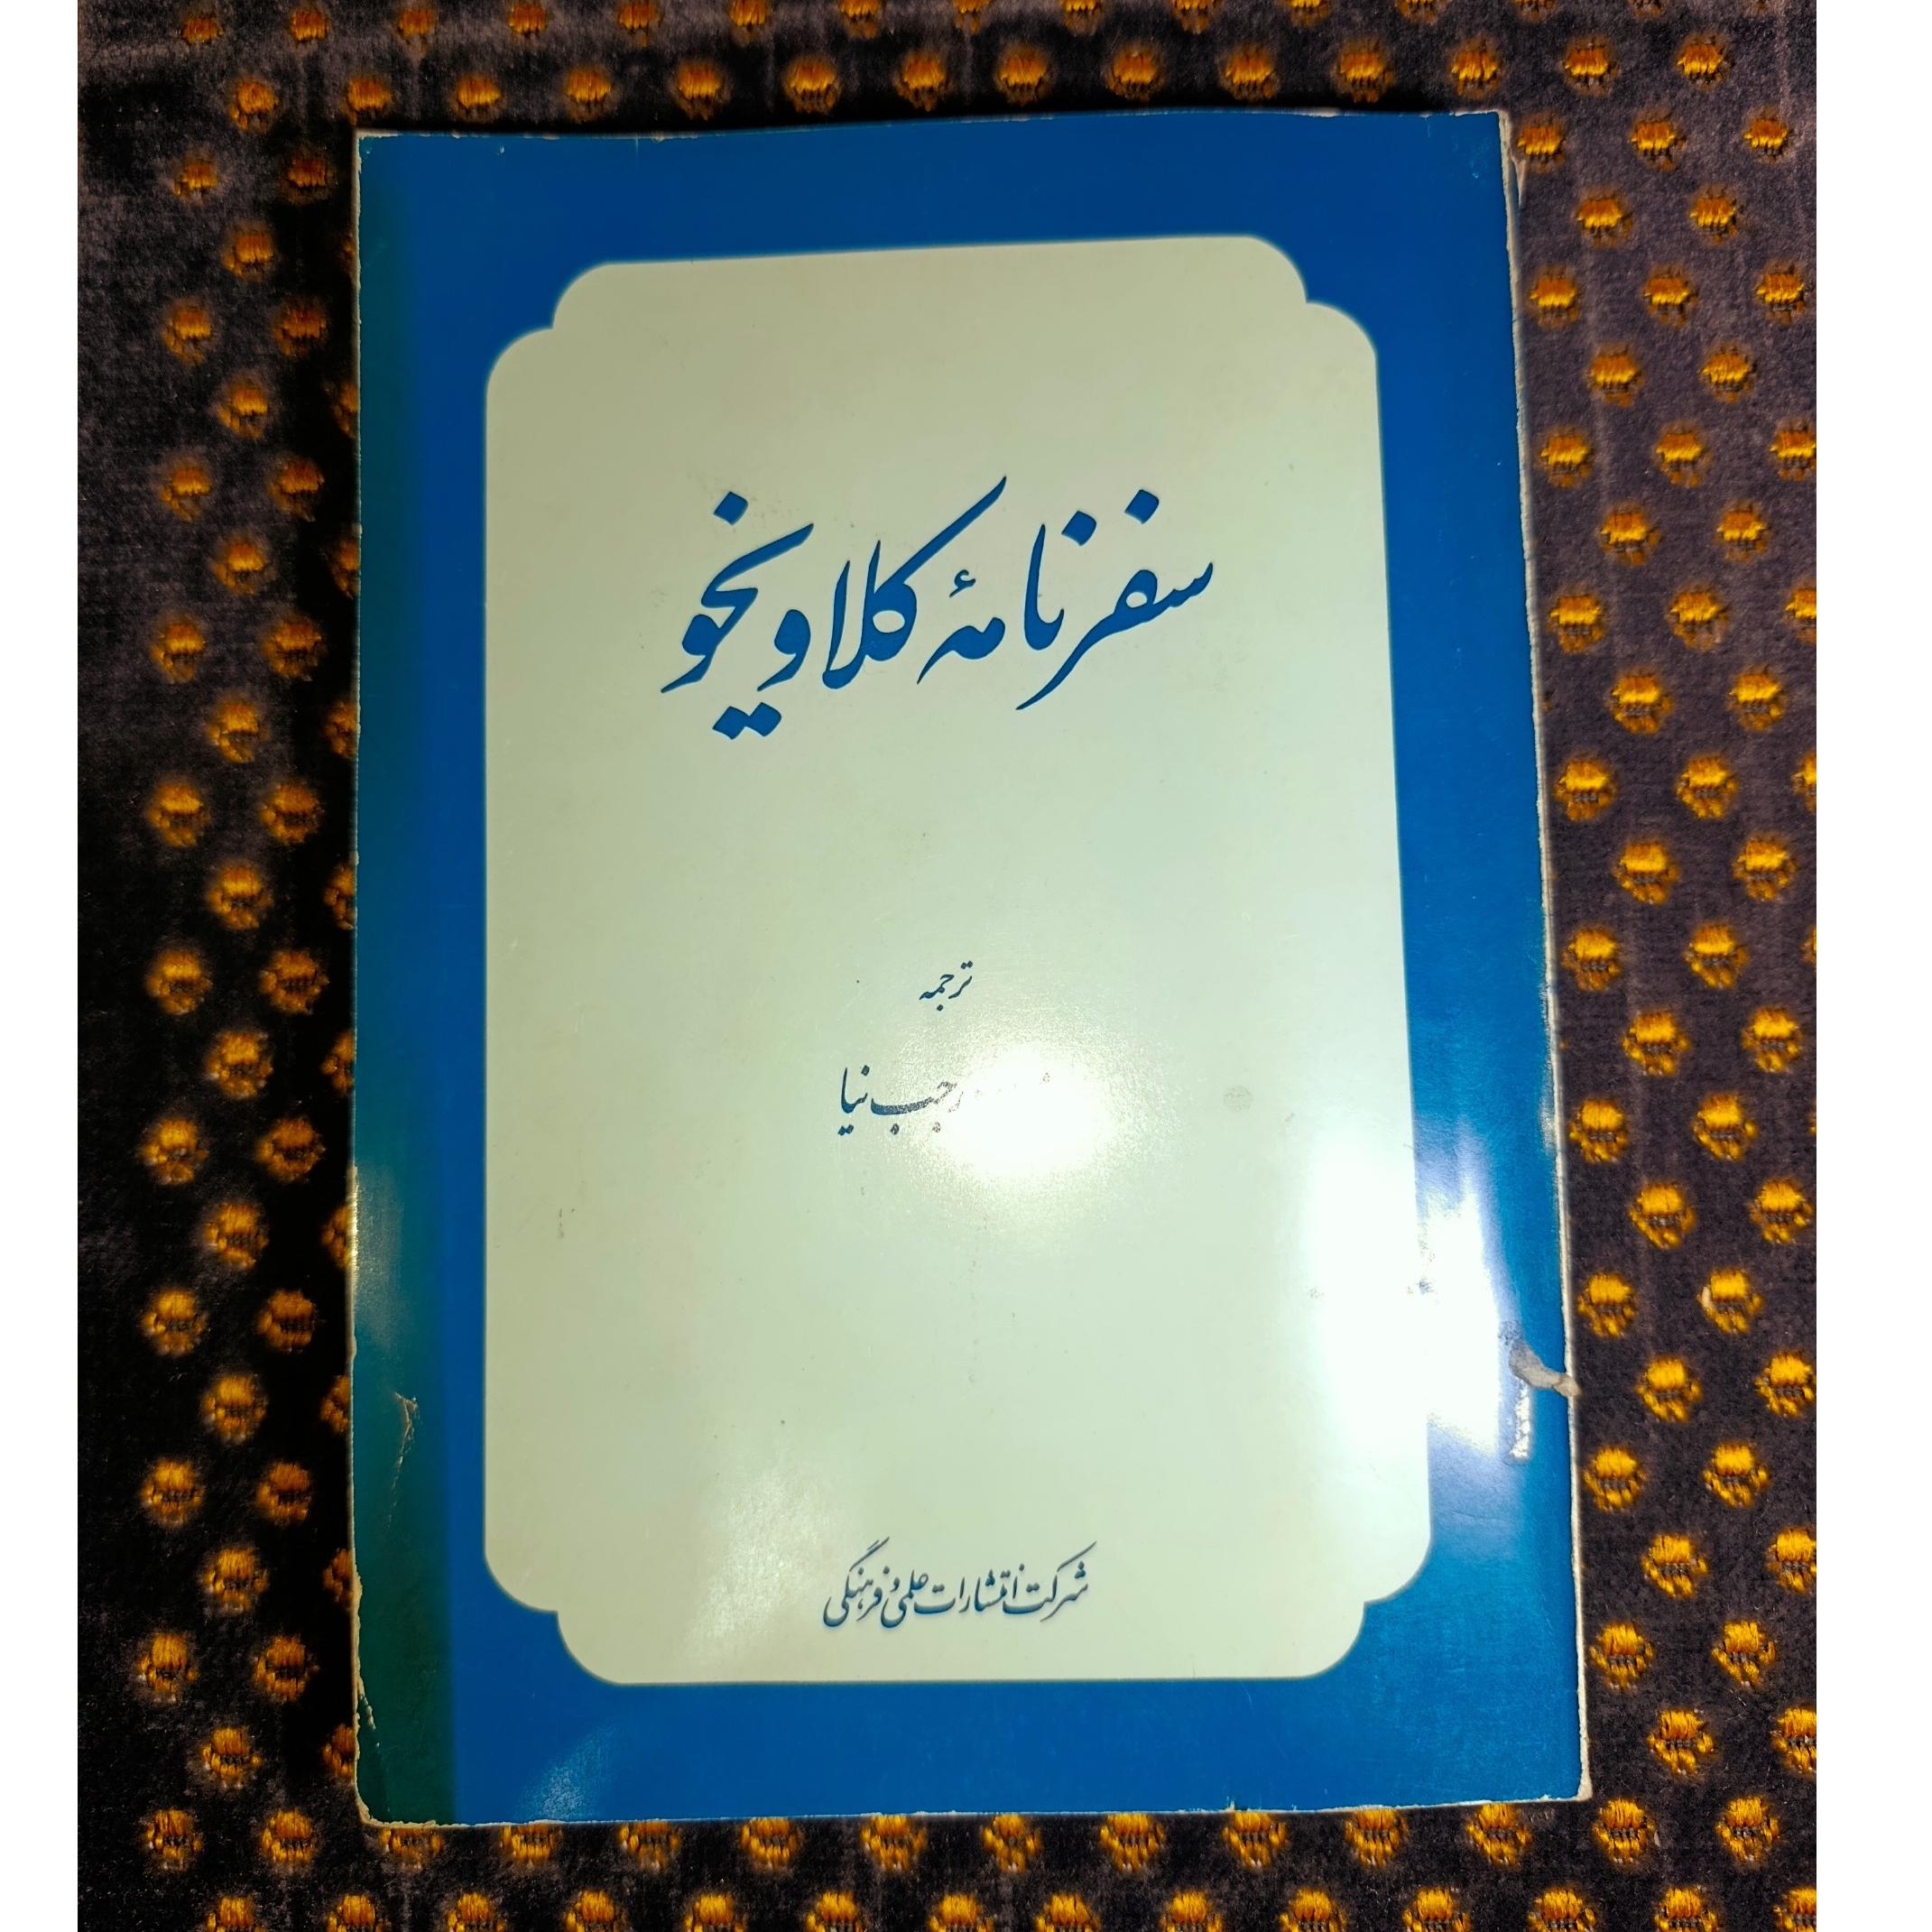 سفرنامهٔ کلاویخو
ترجمه
رجب‌نیا
شرکت انتشارات علمی و فرهنگی